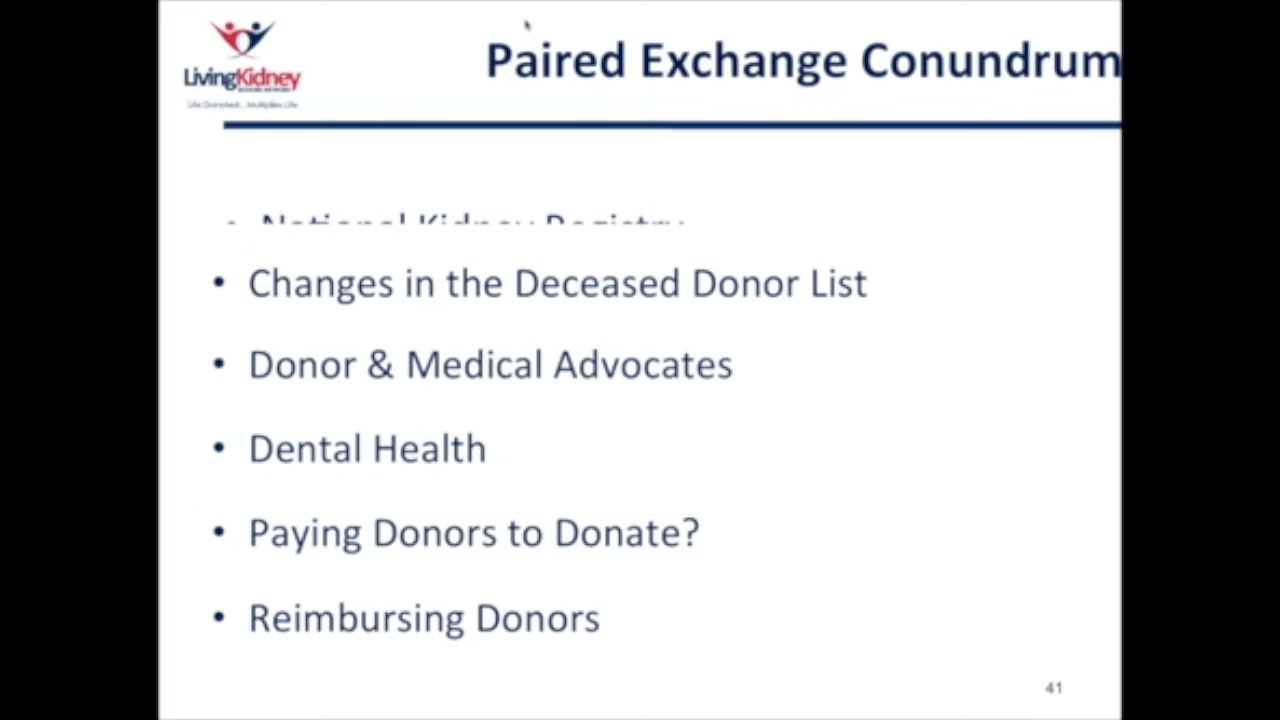 LivingKidney
Paired Exchange Conundrum
• National Kidney Registry
• Changes in the Deceased Donor List
• Donor & Medical Advocates
• Dental Health
• Paying Donors to Donate?
• Reimbursing Donors
41